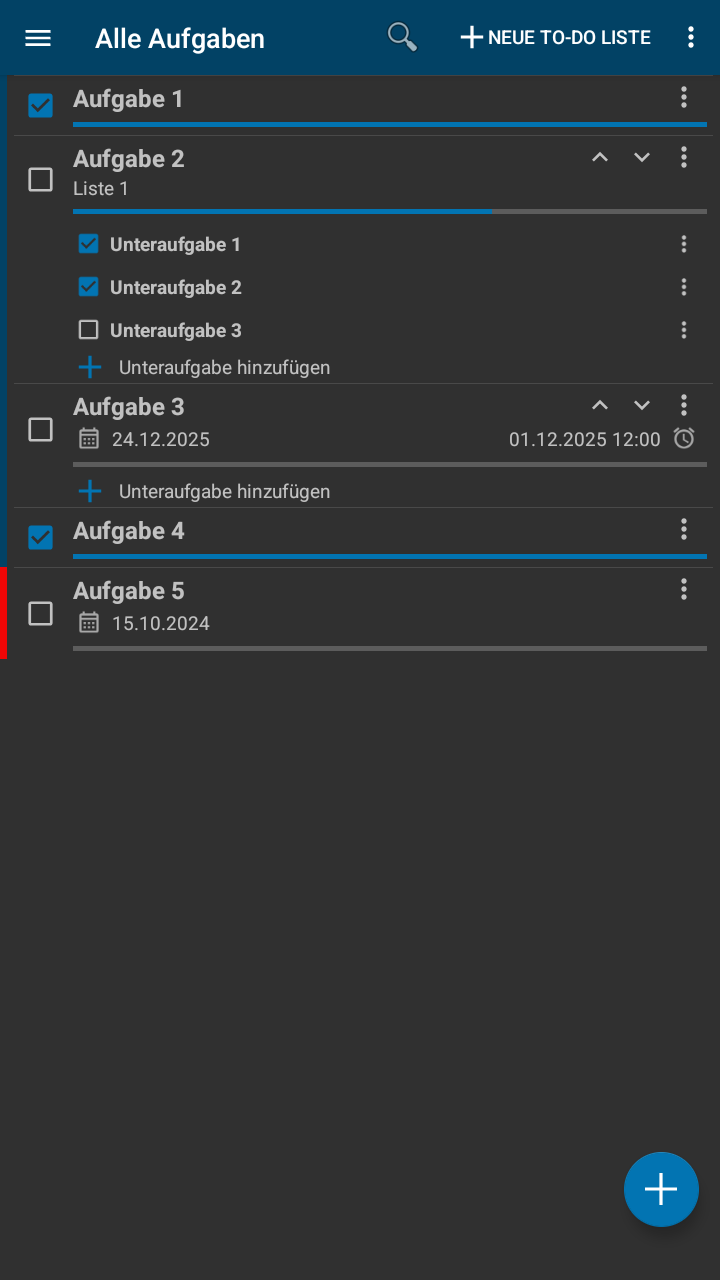 Alle Aufgaben NEUE TO-DO LISTE
Aufgabe 1
Aufgabe 2
Liste 1
Unteraufgabe 1
Unteraufgabe 2
Unteraufgabe 3
Unteraufgabe hinzufügen
Aufgabe 3
24.12.2025 01.12.2025 12:00
Unteraufgabe hinzufügen
Aufgabe 4
Aufgabe 5
15.10.2024